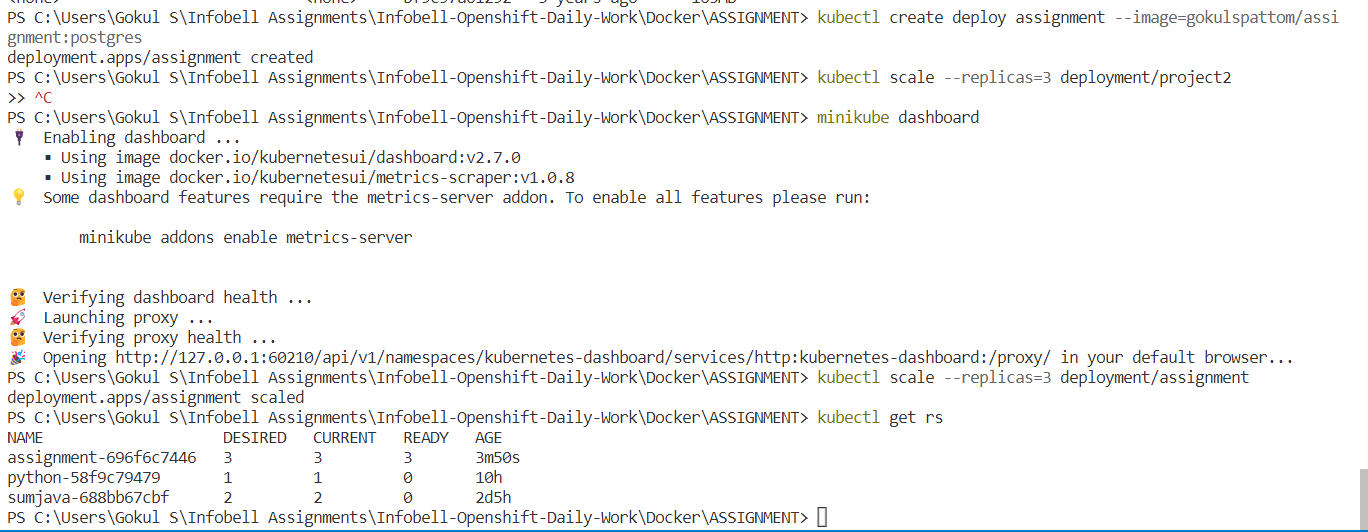 PS C:\Users\Gokul S\Infobell Assignments\Infobell-Openshift-Daily-Work\Docker\ASSIGNMENT> kubectl create deploy assignment --image=gokulspattom/assi
gnment:postgres
deployment.apps/assignment created
PS C:\Users\Gokul S\Infobell Assignments\Infobell-Openshift-Daily-Work\Docker\ASSIGNMENT> kubectl scale --replicas=3 deployment/project2
>> ^C
PS C:\Users\Gokul S\Infobell Assignments\Infobell-Openshift-Daily-Work\Docker\ASSIGNMENT> minikube dashboard
Enabling dashboard ...
▪ Using image docker.io/kubernetesui/dashboard:v2.7.0
▪ Using image docker.io/kubernetesui/metrics-scraper:v1.0.8
Some dashboard features require the metrics-server addon. To enable all features please run:
minikube addons enable metrics-server
Verifying dashboard health ...
Launching proxy ...
Verifying proxy health ...
Opening http://127.0.0.1:60210/api/v1/namespaces/kubernetes-dashboard/services/http:kubernetes-dashboard:/proxy/ in your default browser...
PS C:\Users\Gokul S\Infobell Assignments\Infobell-Openshift-Daily-Work\Docker\ASSIGNMENT> kubectl scale --replicas=3 deployment/assignment
deployment.apps/assignment scaled
PS C:\Users\Gokul S\Infobell Assignments\Infobell-Openshift-Daily-Work\Docker\ASSIGNMENT> kubectl get rs
NAME DESIRED CURRENT READY AGE
assignment-696f6c7446 3 3 3 3m50s
python-58f9c79479 1 1 0 10h
sumjava-688bb67cbf 2 2 0 2d5h
PS C:\Users\Gokul S\Infobell Assignments\Infobell-Openshift-Daily-Work\Docker\ASSIGNMENT>